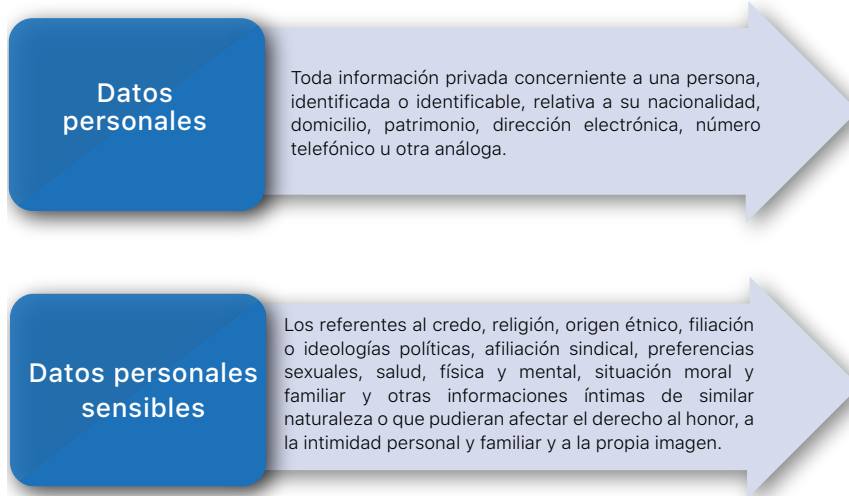 Datos
personales
Toda información privada concerniente a una persona,
identificada o identificable, relativa a su nacionalidad,
domicilio, patrimonio, dirección electrónica, número
telefónico u otra análoga.
Datos personales
sensibles
Los referentes al credo, religión, origen étnico, filiación
o ideologías políticas, afiliación sindical, preferencias
sexuales, salud, física y mental, situación moral y
familiar y otras informaciones íntimas de similar
naturaleza o que pudieran afectar el derecho al honor, a
la intimidad personal y familiar y a la propia imagen.